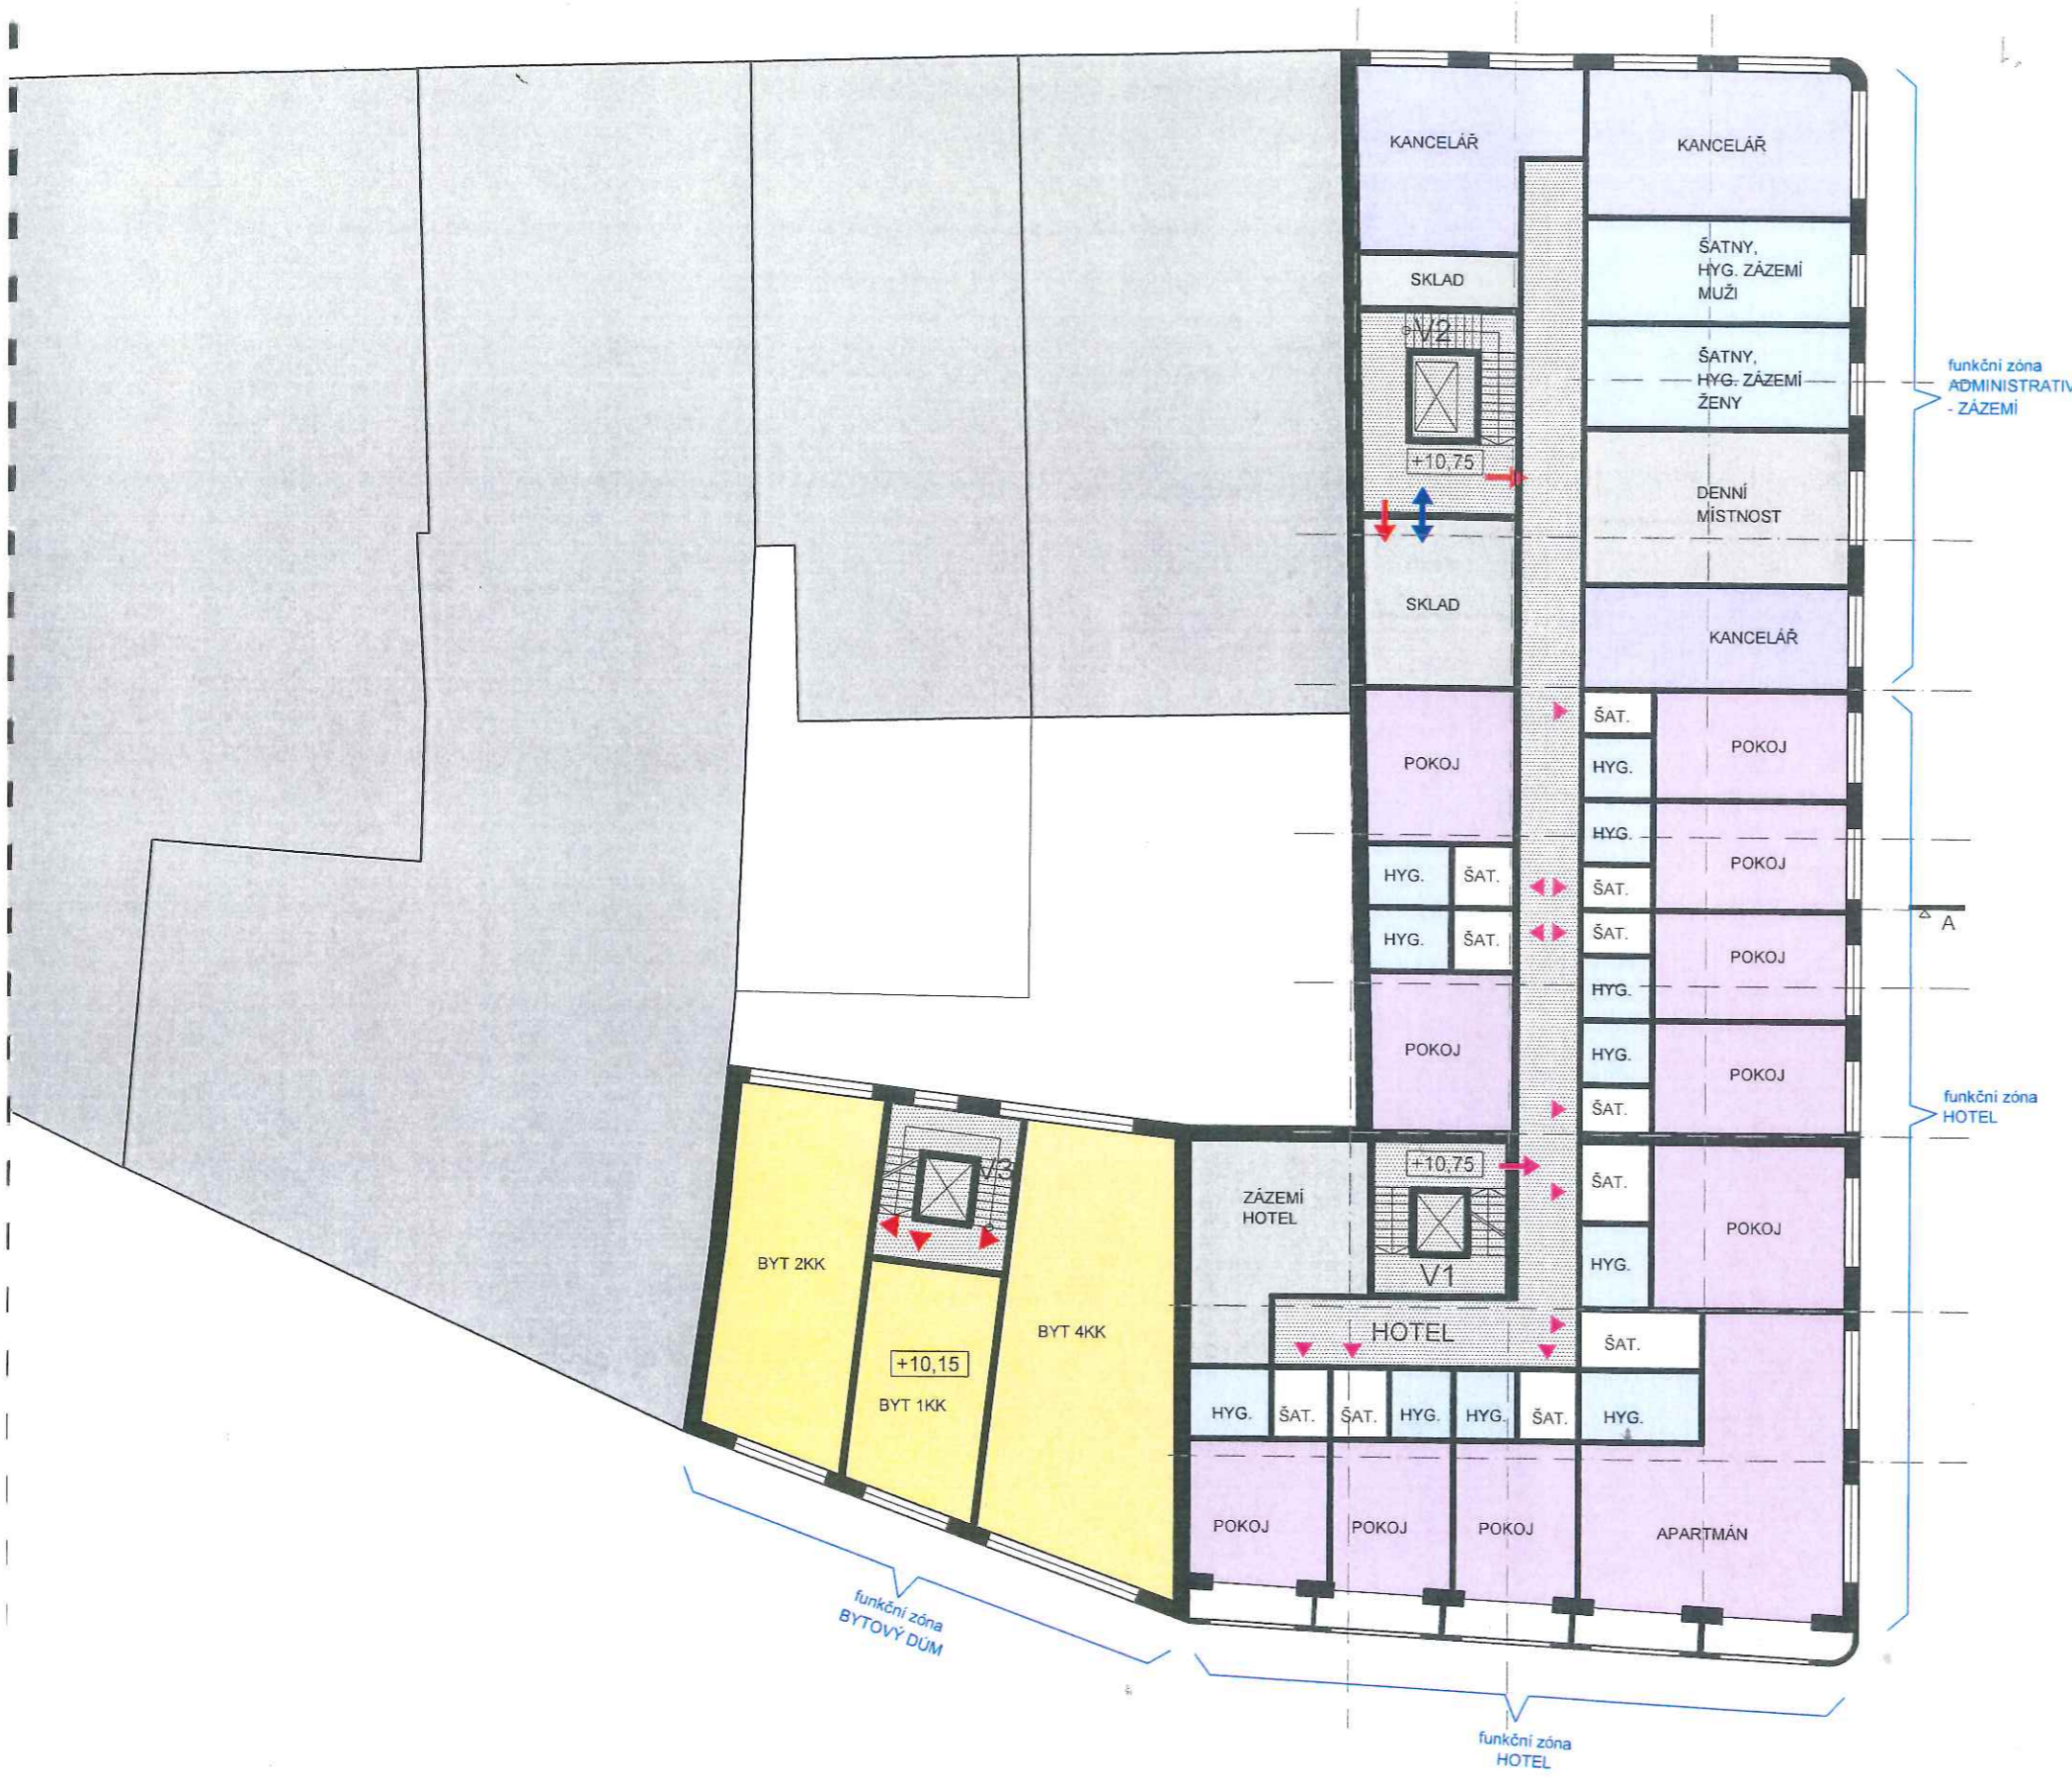 KANCELÁŘ
KANCELÁŘ
SKLAD
ŠATNY,
HYG. ZÁZEMÍ
MUŽI
V2
ŠATNY,
HYG. ZÁZEMÍ
ŽENY
funkční zóna
ADMINISTRATIV
- ZÁZEMÍ
+10,75
DENNÍ
MÍSTNOST
SKLAD
KANCELÁŘ
ŠAT.
POKOJ
POKOJ
HYG.
HYG.
POKOJ
HYG.
ŠAT.
ŠAT.
A
HYG.
ŠAT.
ŠAT.
POKOJ
HYG.
POKOJ
HYG.
POKOJ
ŠAT.
funkční zóna
HOTEL
+10,75
V3
ZÁZEMÍ
HOTEL
ŠAT.
POKOJ
BYT 2KK
V1
HYG.
BYT 4KK
HOTEL
ŠAT.
+10,15
BYT 1KK
HYG.
ŠAT.
ŠAT.
HYG.
HYG.
ŠAT.
HYG.
POKOJ
POKOJ
POKOJ
APARTMÁN
funkční zóna
BYTOVÝ DŮM
funkční zóna
HOTEL